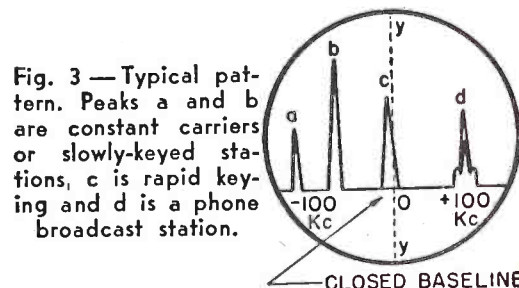 Fig. 3 — Typical pat-
tern. Peaks a and b
are constant carriers
or slowly-keyed sta-
tions, c is rapid key-
ing and d is a phone
broadcast station.
y
b
c
a
d
-100
Kc
0
+100
Kc
y
CLOSED BASELINE